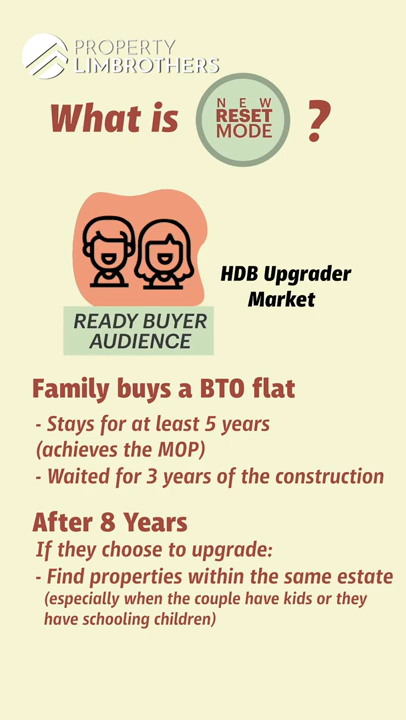 PROPERTY
LIMBROTHERS
What is NEW RESET MODE ?
HDB Upgrader
Market
READY BUYER
AUDIENCE
Family buys a BTO flat
- Stays for at least 5 years
(achieves the MOP)
- Waited for 3 years of the construction
After 8 Years
If they choose to upgrade:
- Find properties within the same estate
(especially when the couple have kids or they
have schooling children)